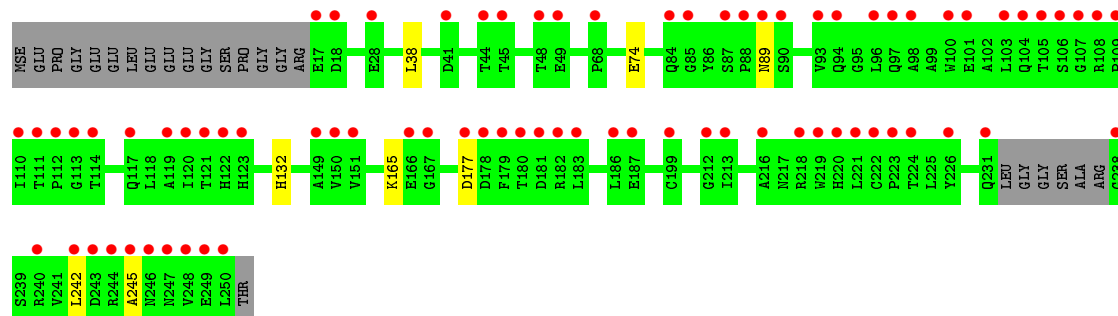 MSE GLU PRO GLY GLU GLU LEU GLU GLU GLU GLY SER PRO GLY GLY ARG E17 D18 E28 L38 D41 T44 T45 T48 E49 P68 E74 Q84 G85 Y86 S87 P88 N89 S90 V93 Q94 G95 L96 Q97 A98 A99 W100 E101 A102 L103 Q104 T105 S106 G107 R108 P109
I110 T111 P112 G113 T114 Q117 L118 A119 I120 T121 H122 H123 H132 A149 V150 V151 K165 E166 G167 D177 D178 F179 T180 D181 R182 L183 L186 E187 C199 G212 I213 A216 N217 R218 W219 H220 L221 C222 P223 T224 L225 Y226 Q231 LEU GLY GLY SER ALA ARG G238
S239 R240 V241 L242 D243 R244 A245 N246 N247 V248 E249 L250 THR